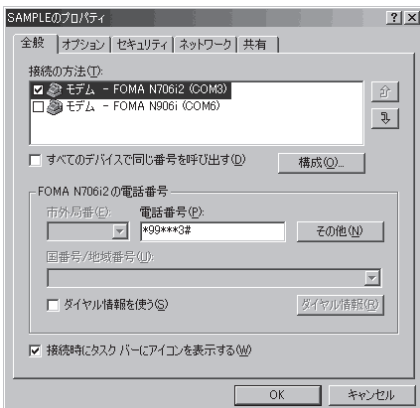 SAMPLEのプロパティ
全般 オプション セキュリティ ネットワーク 共有
接続の方法(T):
モデム - FOMA N706i2 (COM3)
モデム - FOMA N906i (COM6)
すべてのデバイスで同じ番号を呼び出す(D)
構成(O)...
FOMA N706i2の電話番号
市外局番(E): 電話番号(P):
*99***3# その他(N)
国番号/地域番号(U):
ダイヤル情報を使う(S) ダイヤル情報(R)
接続時にタスク バーにアイコンを表示する(W)
OK キャンセル